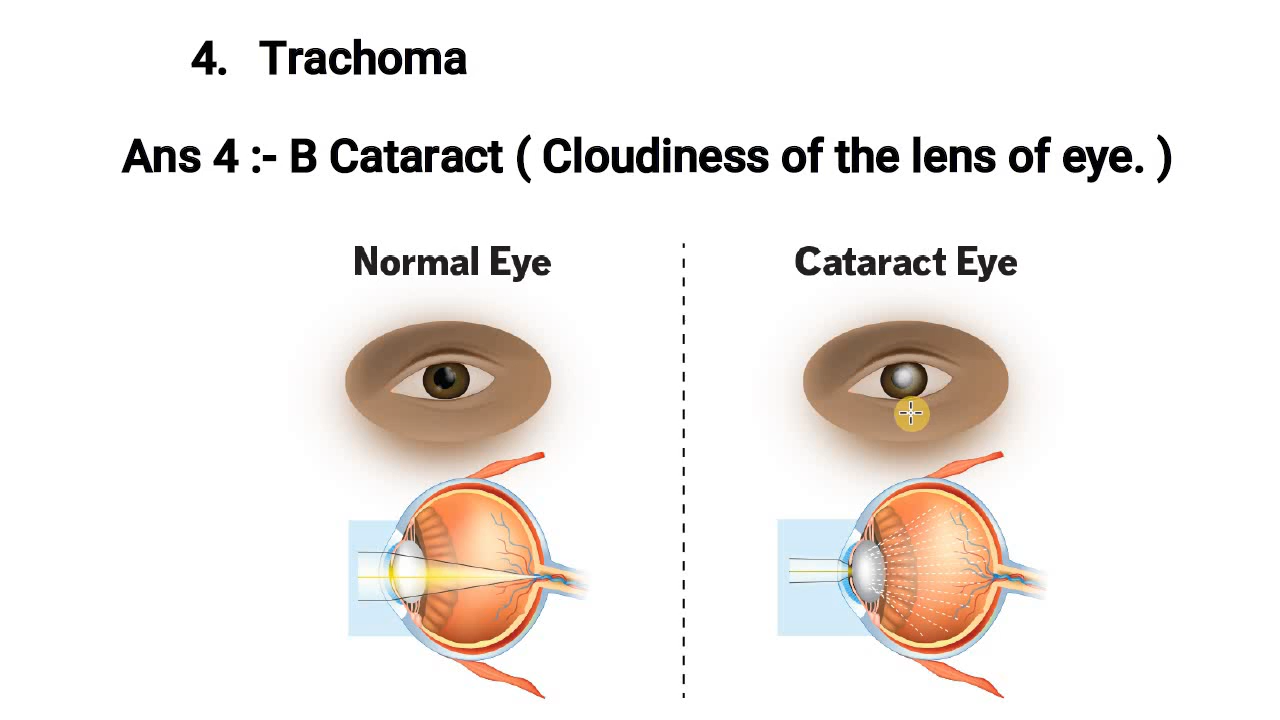 4. Trachoma
Ans 4 :- B Cataract ( Cloudiness of the lens of eye. )
Normal Eye
Cataract Eye